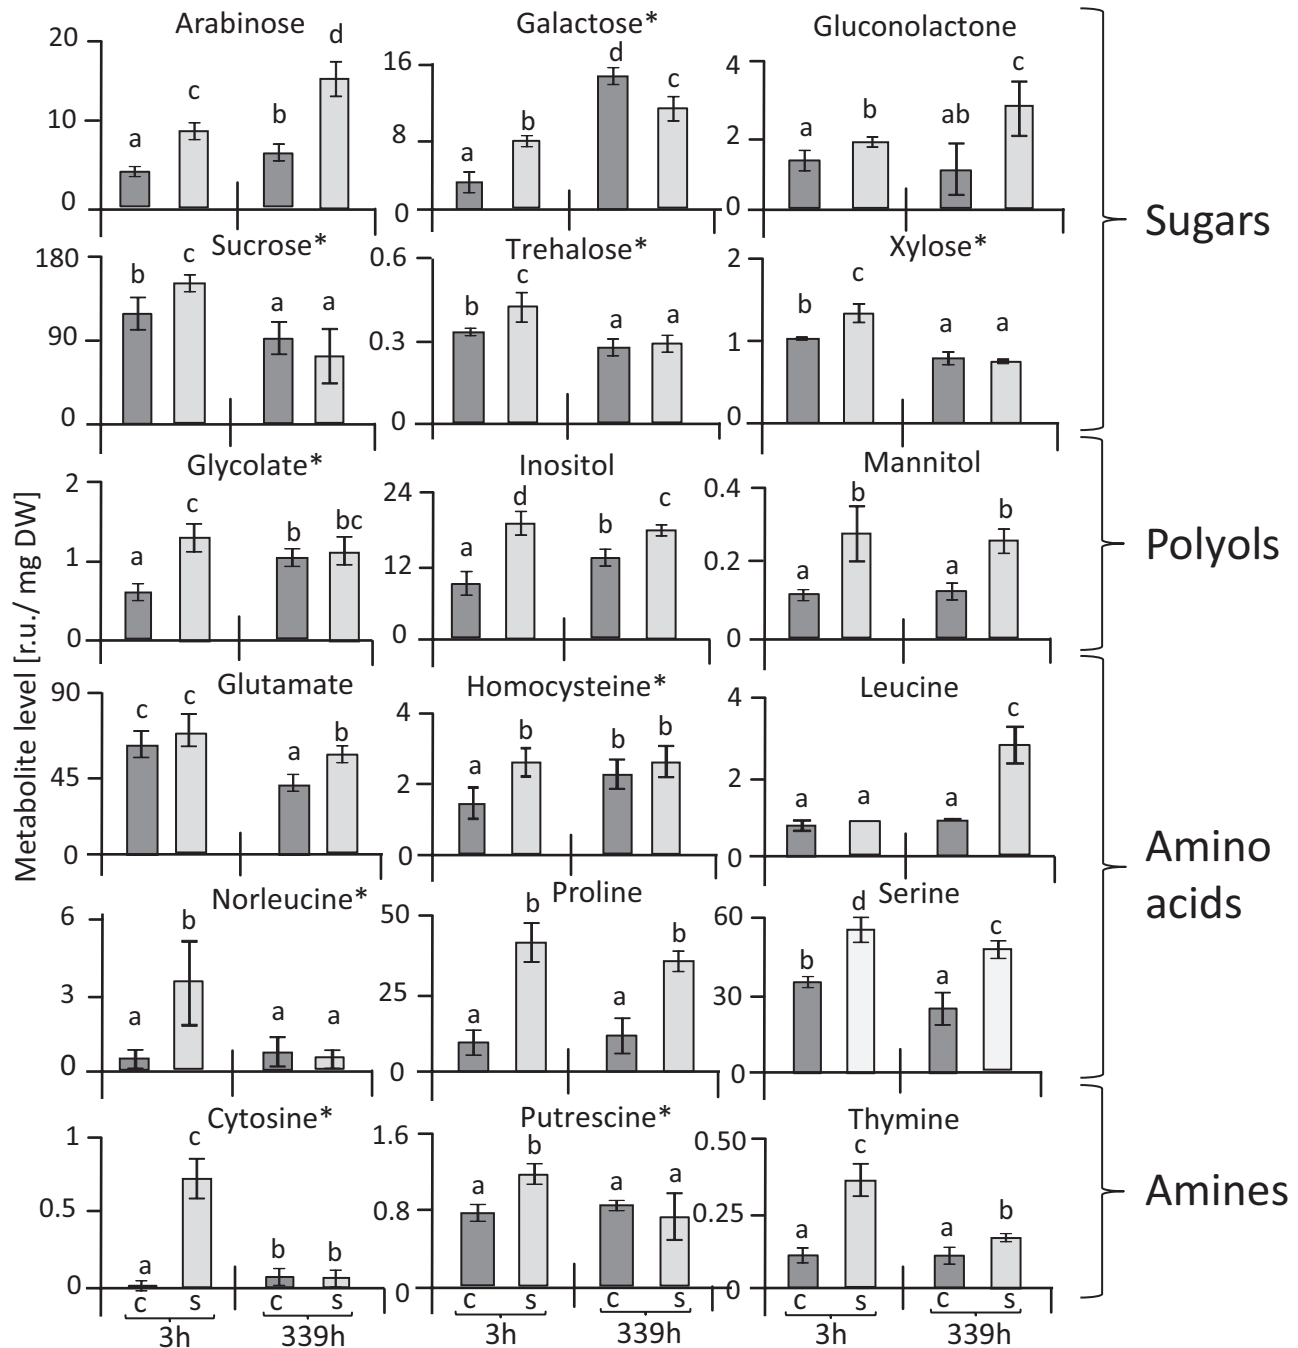 Arabinose
20
10
0
a
c
b
d
Galactose*
16
8
0
a
b
d
c
Gluconolactone
4
2
0
a
b
ab
c
Sugars
Sucrose*
180
90
0
b
c
a
a
Trehalose*
0.6
0.3
0
b
c
a
a
Xylose*
2
1
0
b
c
a
a
Metabolite level [r.u./ mg DW]
Glycolate*
2
1
0
a
c
b
bc
Inositol
24
12
0
a
d
b
c
Mannitol
0.4
0.2
0
a
b
a
b
Polyols
Glutamate
90
45
0
c
c
a
b
Homocysteine*
4
2
0
a
b
b
b
Leucine
4
2
0
a
a
a
c
Amino
acids
Norleucine*
6
3
0
a
b
a
a
Proline
50
25
0
a
b
a
b
Serine
60
30
0
b
d
a
c
Cytosine*
1
0.5
0
a
c
b
b
c s c s
3h 339h
Putrescine*
1.6
0.8
0
a
b
a
a
c s c s
3h 339h
Thymine
0.50
0.25
0
a
c
a
b
c s c s
3h 339h
Amines